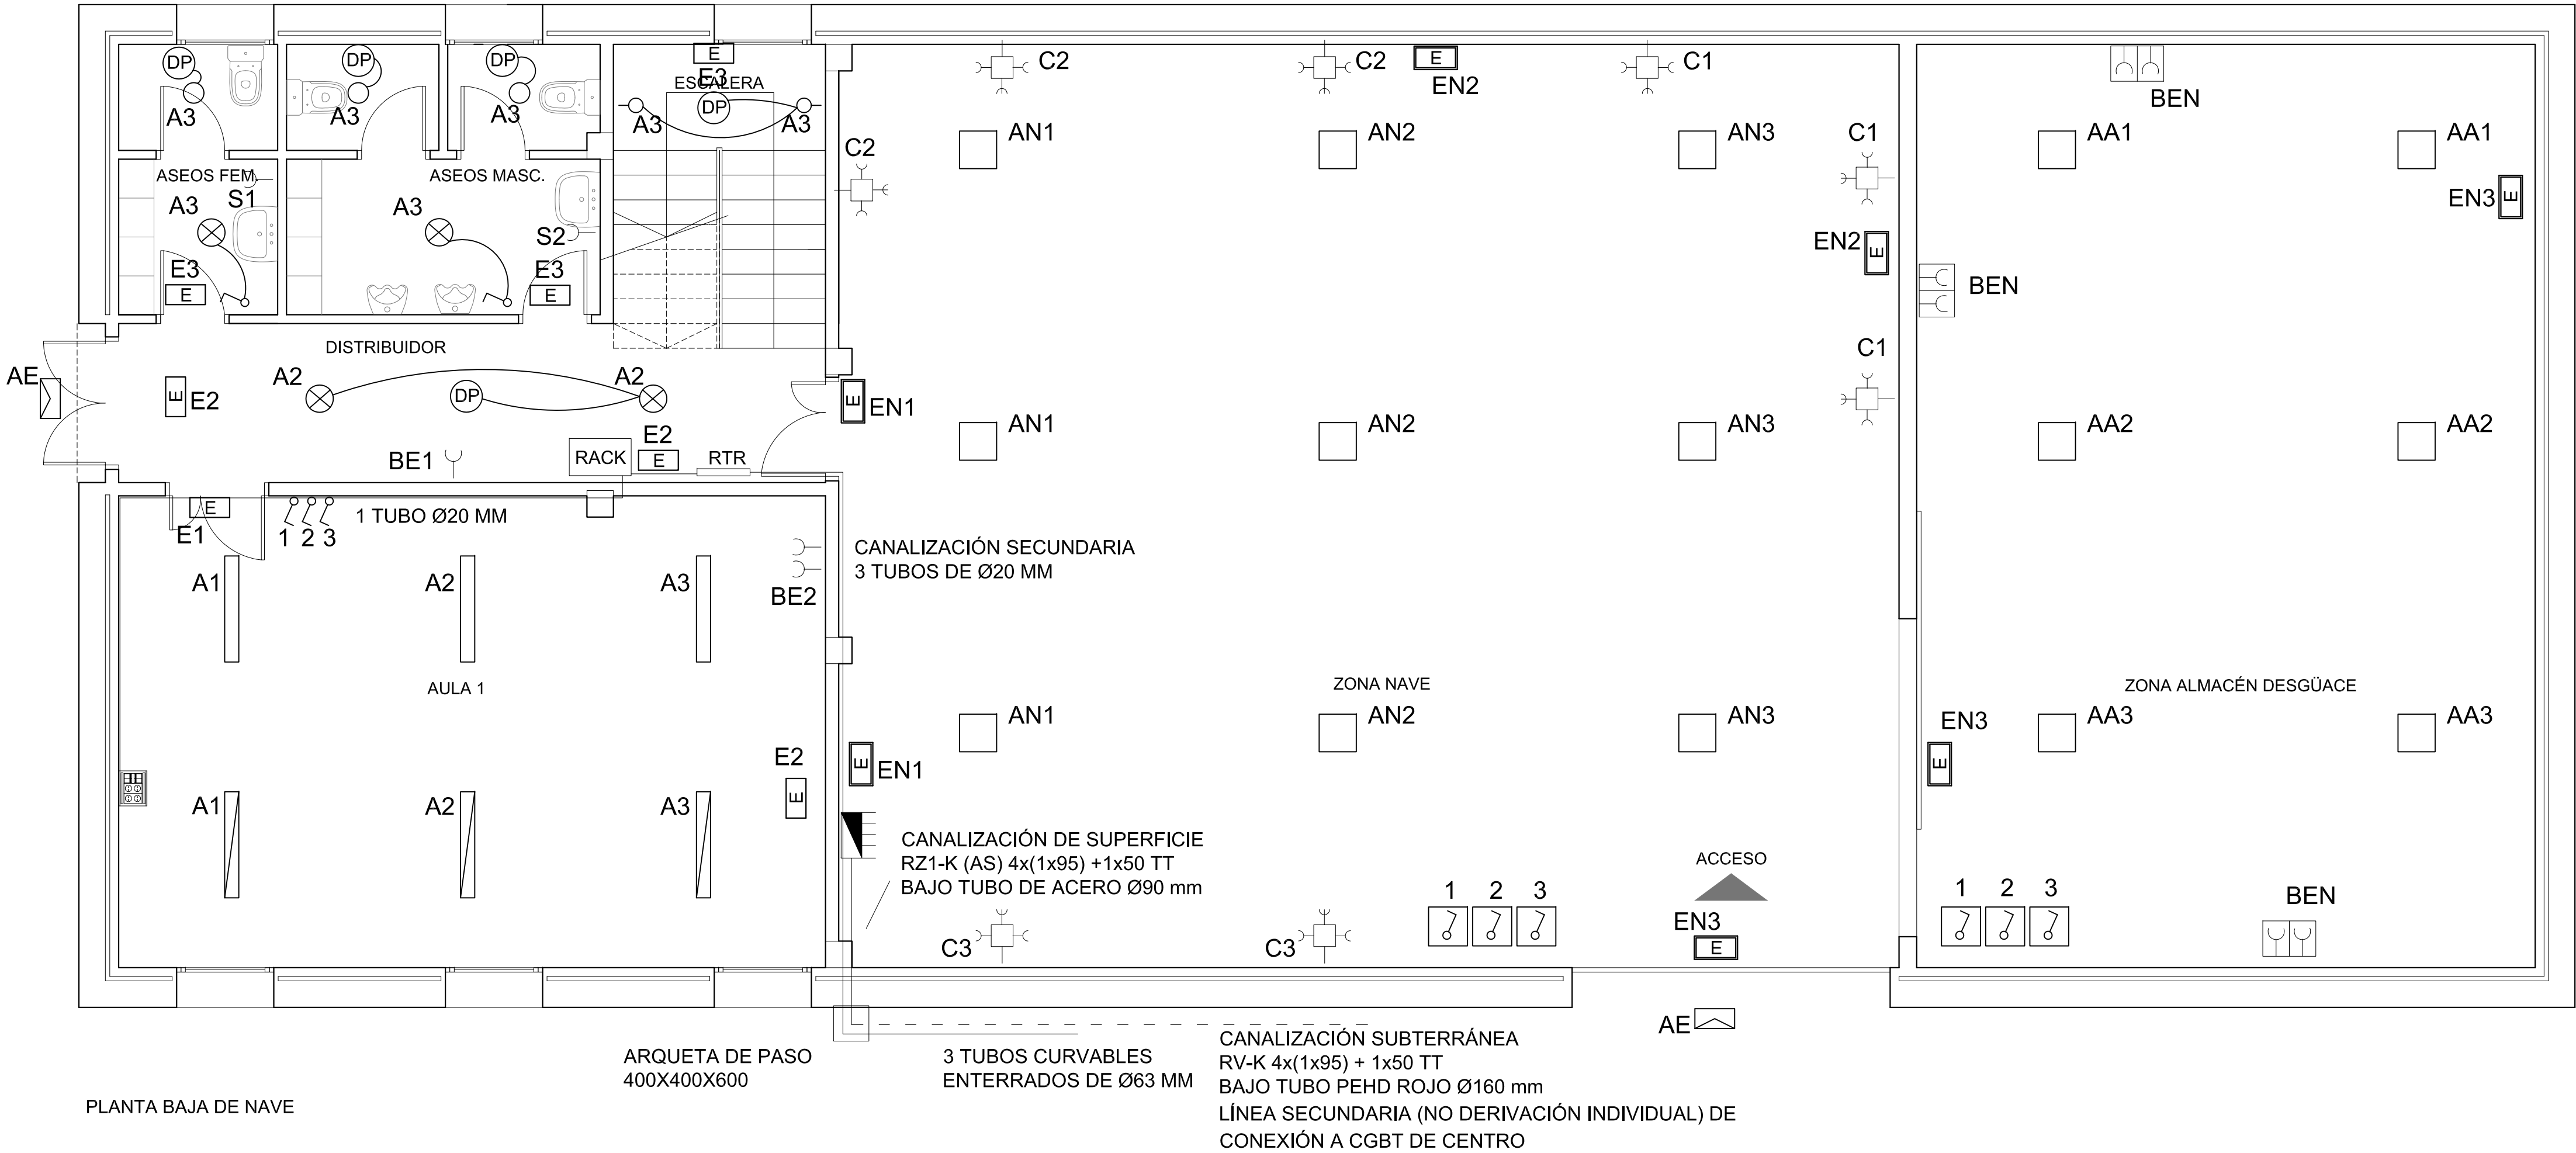 E
E3
C2
C2
E
EN2
C1
BEN
DP
DP
DP
ESCALERA
DP
A3
A3
A3
A3
A3
AN1
AN2
AN3
C1
AA1
AA1
C2
ASEOS FEM.
S1
ASEOS MASC.
A3
A3
S2
EN3
E
EN2
E
E3
E
E3
E
BEN
DISTRIBUIDOR
C1
AE
E
E2
A2
DP
A2
E
EN1
AN1
AN2
AN3
AA2
AA2
BE1
RACK
E2
E
RTR
E
E1
1
2
3
1 TUBO Ø20 MM
CANALIZACIÓN SECUNDARIA
3 TUBOS DE Ø20 MM
A1
A2
A3
BE2
AULA 1
ZONA NAVE
ZONA ALMACÉN DESGÜACE
AN1
AN2
AN3
EN3
E
AA3
AA3
E2
E
E
EN1
A1
A2
A3
CANALIZACIÓN DE SUPERFICIE
RZ1-K (AS) 4x(1x95) +1x50 TT
BAJO TUBO DE ACERO Ø90 mm
ACCESO
1
2
3
1
2
3
BEN
C3
C3
EN3
E
AE
ARQUETA DE PASO
400X400X600
3 TUBOS CURVABLES
ENTERRADOS DE Ø63 MM
CANALIZACIÓN SUBTERRÁNEA
RV-K 4x(1x95) + 1x50 TT
BAJO TUBO PEHD ROJO Ø160 mm
LÍNEA SECUNDARIA (NO DERIVACIÓN INDIVIDUAL) DE
CONEXIÓN A CGBT DE CENTRO
PLANTA BAJA DE NAVE